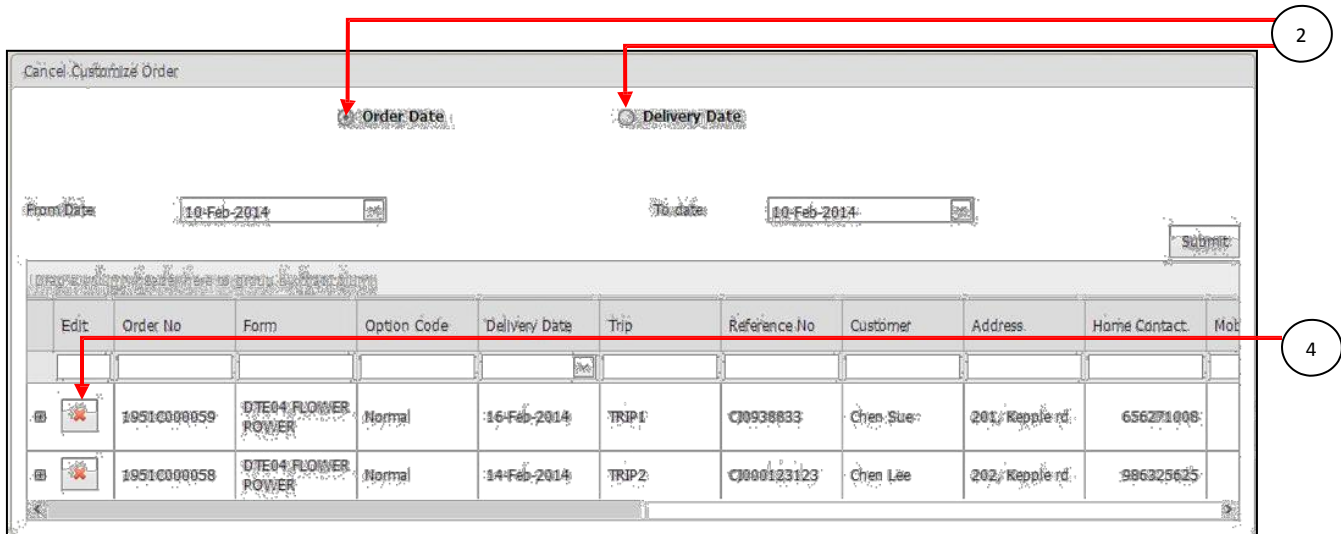 2
Cancel Customize Order
Order Date Delivery Date
From Date 10-Feb-2014 To date 10-Feb-2014
Submit
Edit Order No Form Option Code Delivery Date Trip Reference No Customer Address Home Contact Mob
4
1951C000059 DTE04 FLOWER POWER Normal 16-Feb-2014 TRIP1 CJ0938833 Chen Sue 201, Kepple rd 656271008
1951C000058 DTE04 FLOWER POWER Normal 14-Feb-2014 TRIP2 CJ000123123 Chen Lee 202, Kepple rd 986325625